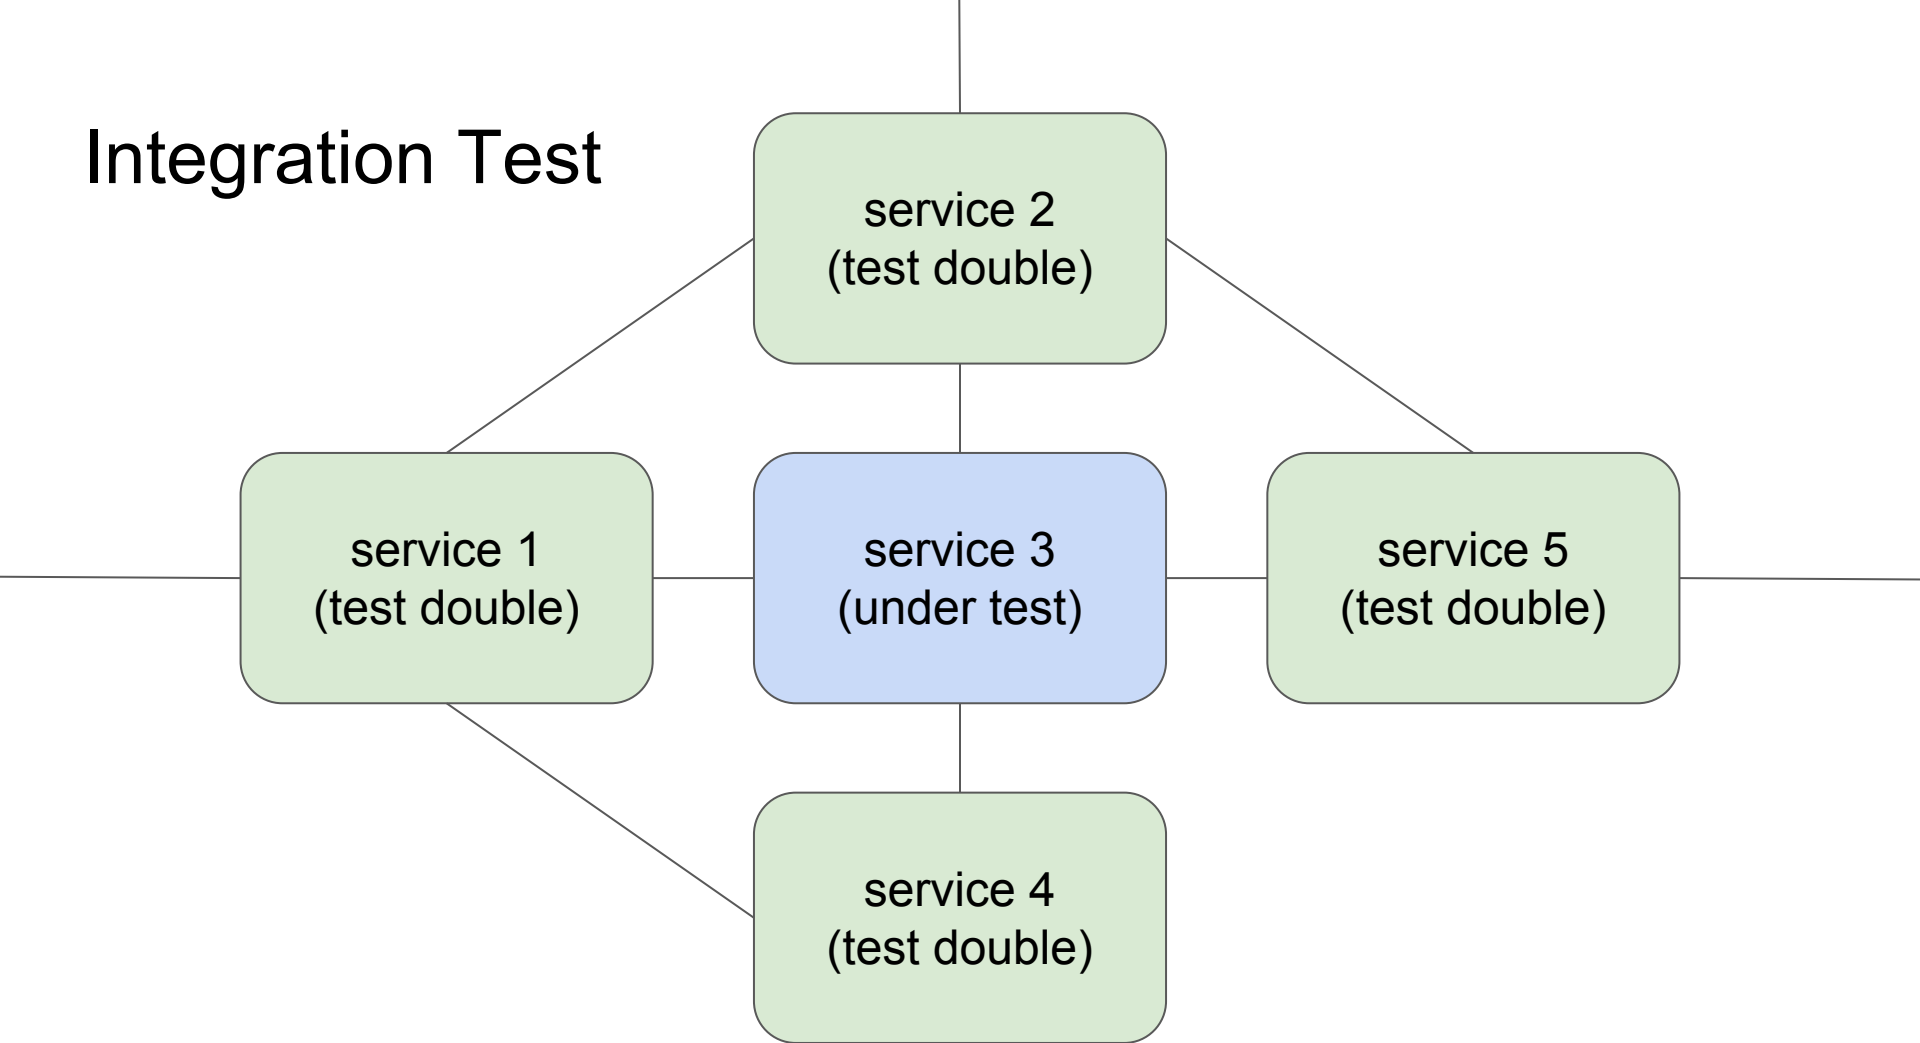 Integration Test
service 2
(test double)
service 1
(test double)
service 3
(under test)
service 5
(test double)
service 4
(test double)